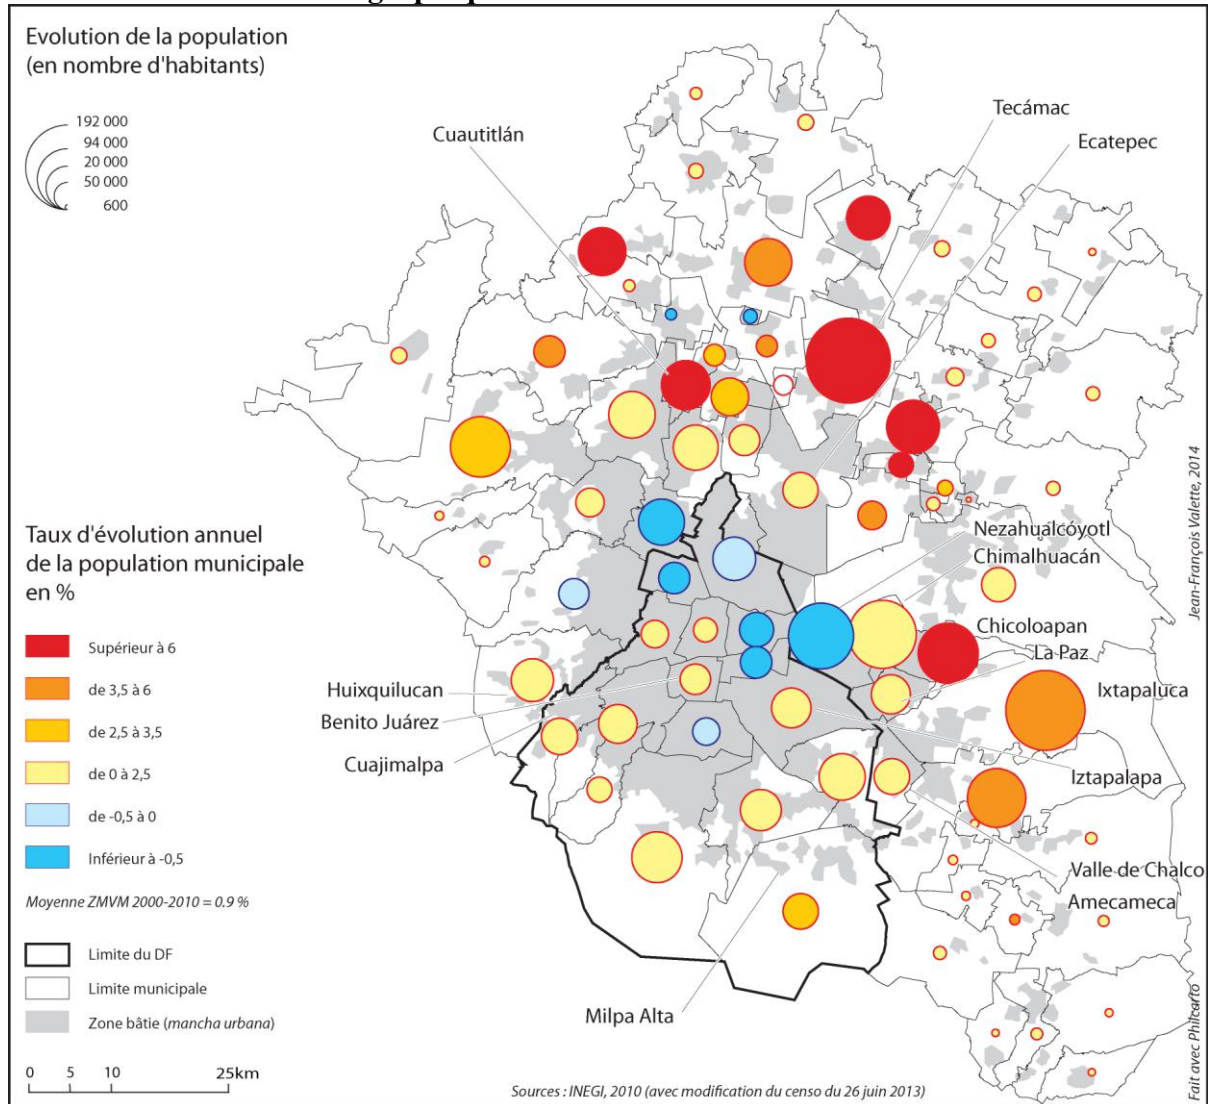 Evolution de la population
(en nombre d'habitants)
192 000
94 000
20 000
50 000
600
Cuautitlán
Tecámac
Ecatepec
Jean-François Valette, 2014
Nezahualcóyotl
Chimalhuacán
Chicoloapan
La Paz
Ixtapaluca
Huixquilucan
Benito Juárez
Cuajimalpa
Iztapalapa
Valle de Chalco
Amecameca
Milpa Alta
Taux d'évolution annuel
de la population municipale
en %
Supérieur à 6
de 3,5 à 6
de 2,5 à 3,5
de 0 à 2,5
de -0,5 à 0
Inférieur à -0,5
Moyenne ZMVM 2000-2010 = 0.9 %
Limite du DF
Limite municipale
Zone bâtie (mancha urbana)
0 5 10 25km
Sources : INEGI, 2010 (avec modification du censo du 26 juin 2013)
Fait avec Philcarto